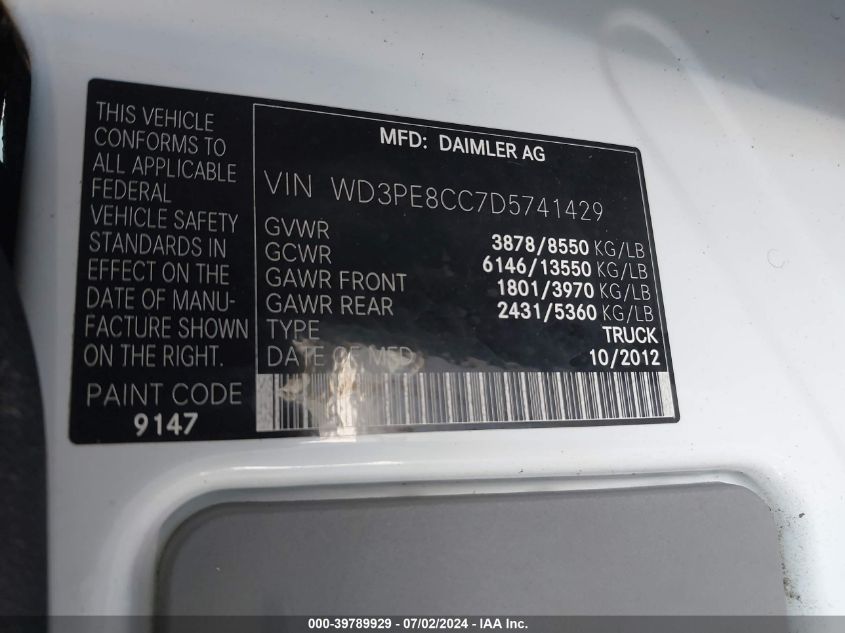 THIS VEHICLE
CONFORMS TO
ALL APPLICABLE
FEDERAL
VEHICLE SAFETY
STANDARDS IN
EFFECT ON THE
DATE OF MANU-
FACTURE SHOWN
ON THE RIGHT.
PAINT CODE
9147
MFD: DAIMLER AG
VIN WD3PE8CC7D5741429
GVWR 3878/8550 KG/LB
GCWR 6146/13550 KG/LB
GAWR FRONT 1801/3970 KG/LB
GAWR REAR 2431/5360 KG/LB
TYPE TRUCK
DATE OF MFD 10/2012
000-39789929 / 07/02/2024 - IAA Inc.